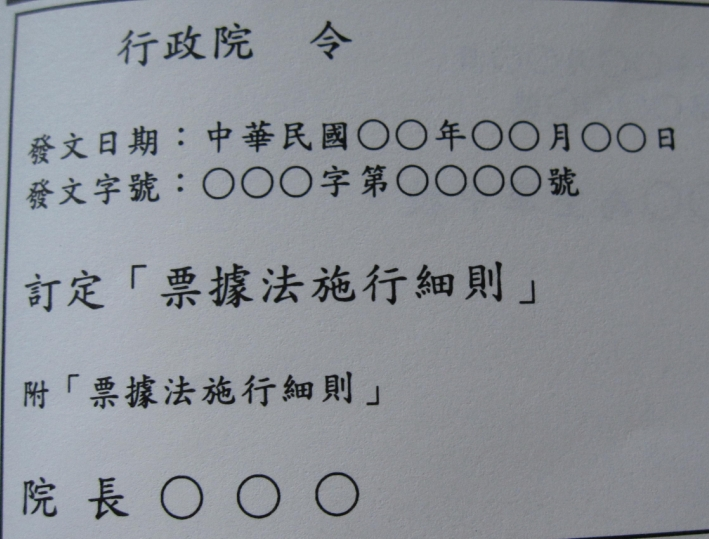 行政院　令
發文日期：中華民國○○年○○月○○日
發文字號：○○○字第○○○○號
訂定「票據法施行細則」
附「票據法施行細則」
院 長 ○ ○ ○